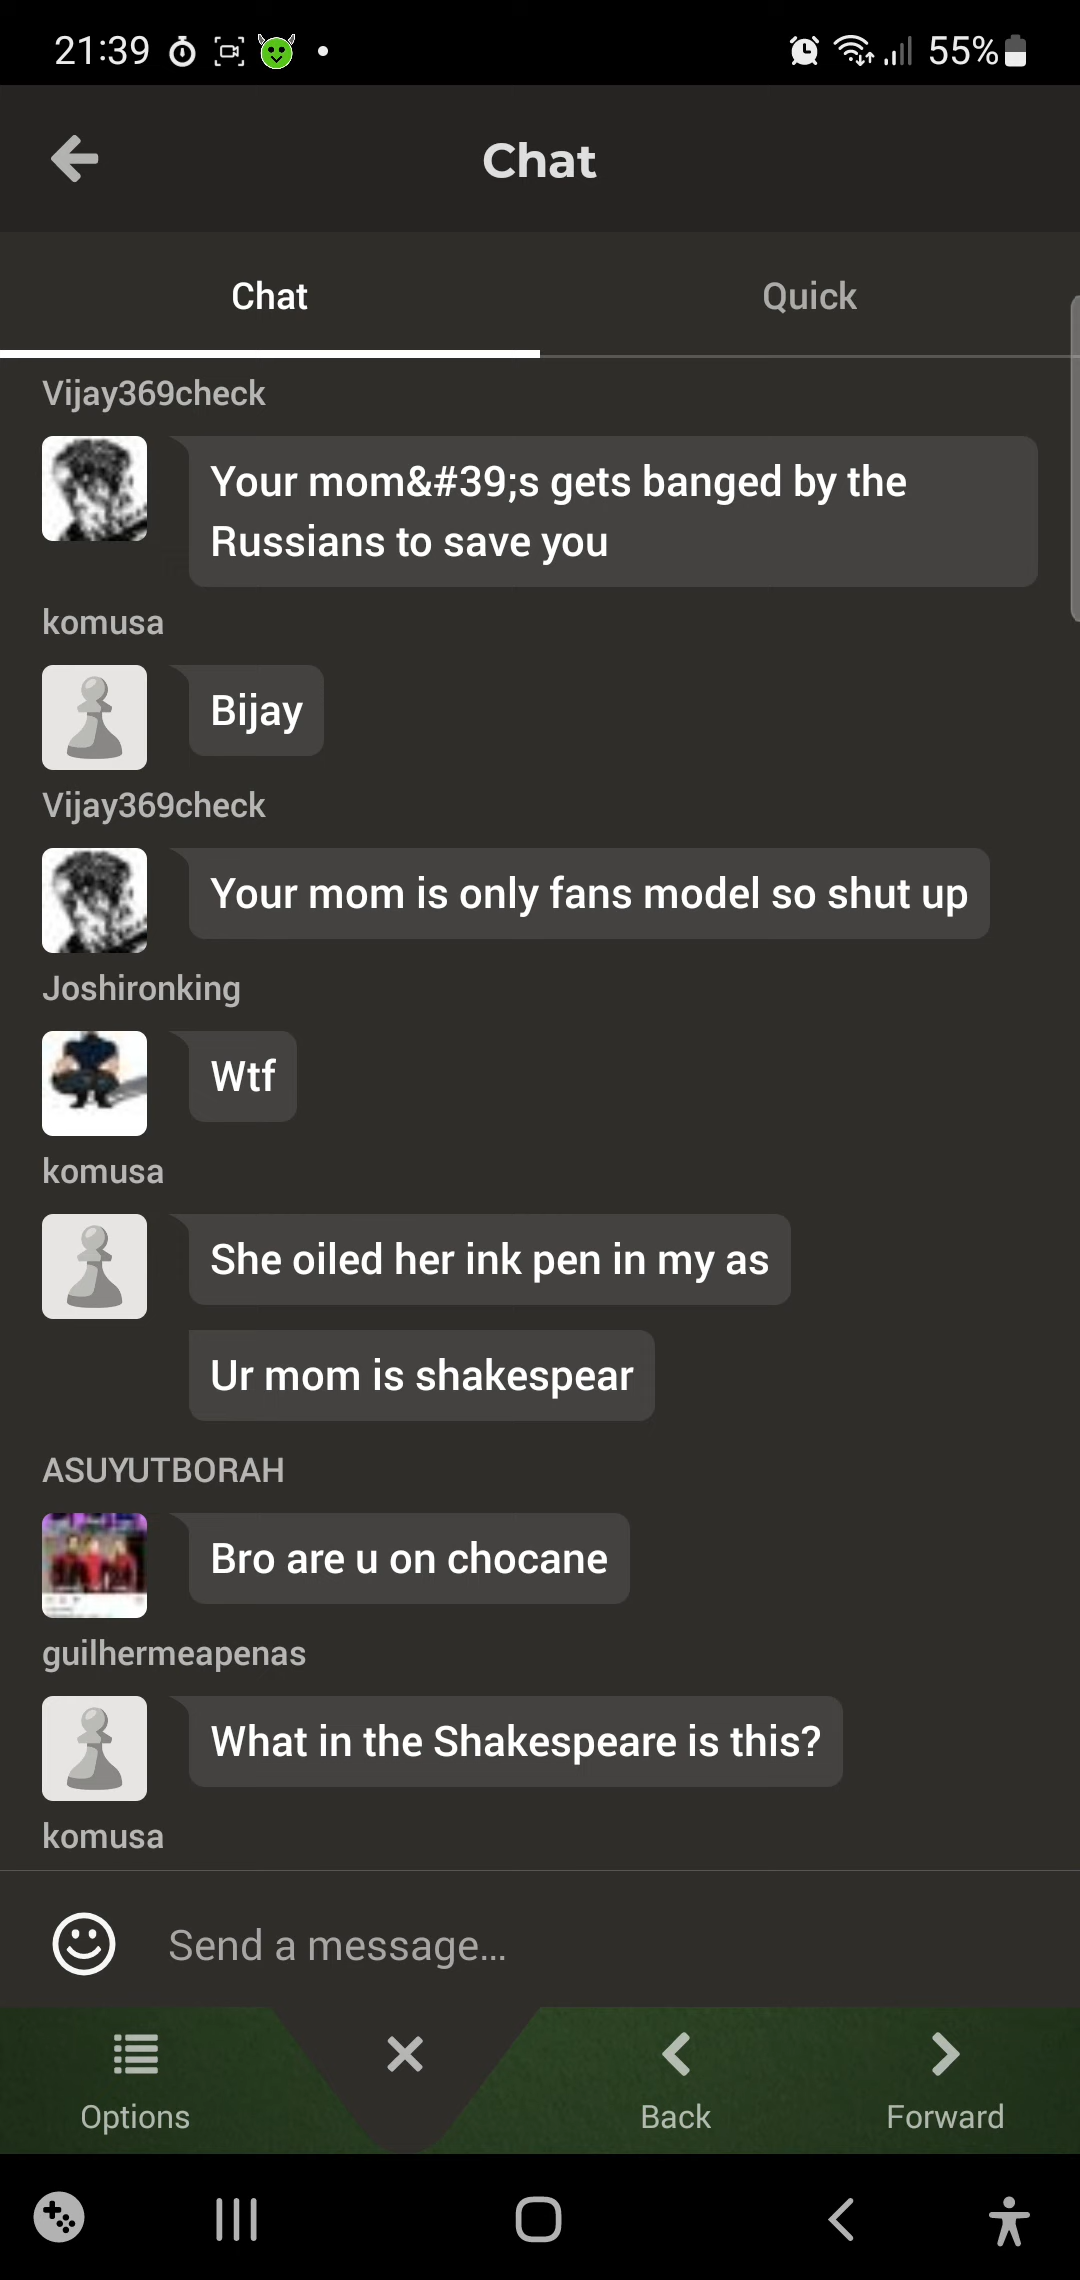 21:39
55%
Chat
Chat
Quick
Vijay369check
Your mom&#39;s gets banged by the
Russians to save you
komusa
Bijay
Vijay369check
Your mom is only fans model so shut up
Joshironking
Wtf
komusa
She oiled her ink pen in my as
Ur mom is shakespear
ASUYUTBORAH
Bro are u on chocane
guilhermeapenas
What in the Shakespeare is this?
komusa
Send a message...
Options
Back
Forward